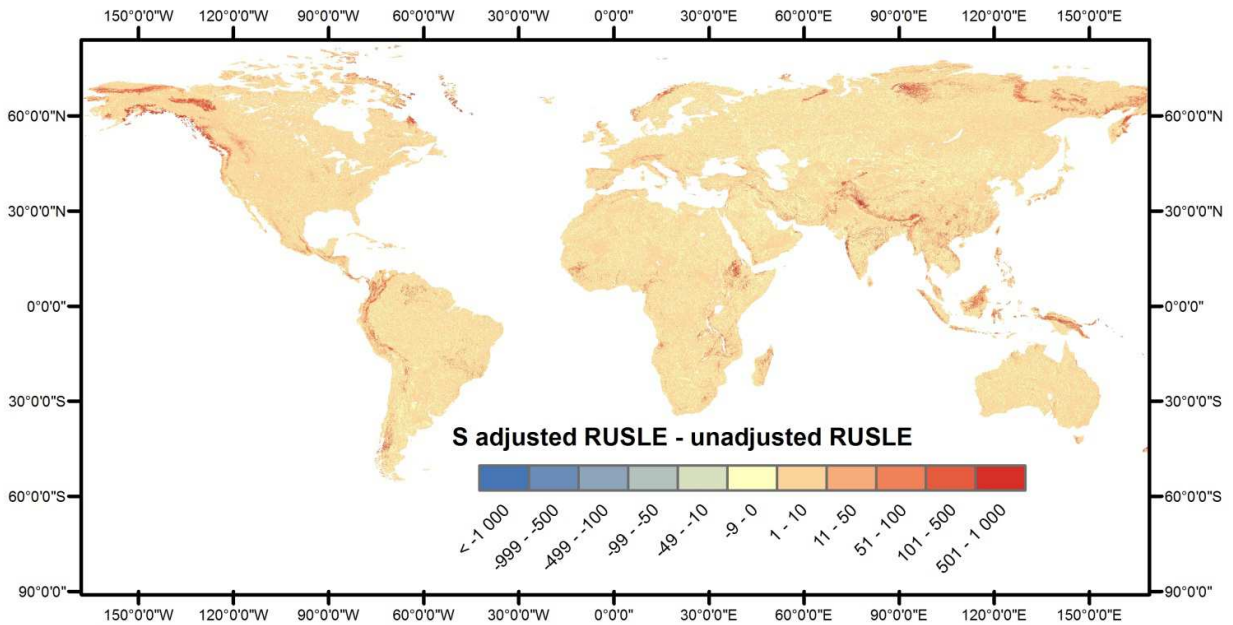 150°0'0"W 120°0'0"W 90°0'0"W 60°0'0"W 30°0'0"W 0°0'0" 30°0'0"E 60°0'0"E 90°0'0"E 120°0'0"E 150°0'0"E
60°0'0"N 60°0'0"N
30°0'0"N 30°0'0"N
0°0'0" 0°0'0"
30°0'0"S 30°0'0"S
S adjusted RUSLE - unadjusted RUSLE
60°0'0"S 60°0'0"S
< -1 000 -999 - -500 -499 - -100 -99 - -50 -49 - -10 -9 - 0 1 - 10 11 - 50 51 - 100 101 - 500 501 - 1 000
90°0'0" 90°0'0"
150°0'0"W 120°0'0"W 90°0'0"W 60°0'0"W 30°0'0"W 0°0'0" 30°0'0"E 60°0'0"E 90°0'0"E 120°0'0"E 150°0'0"E